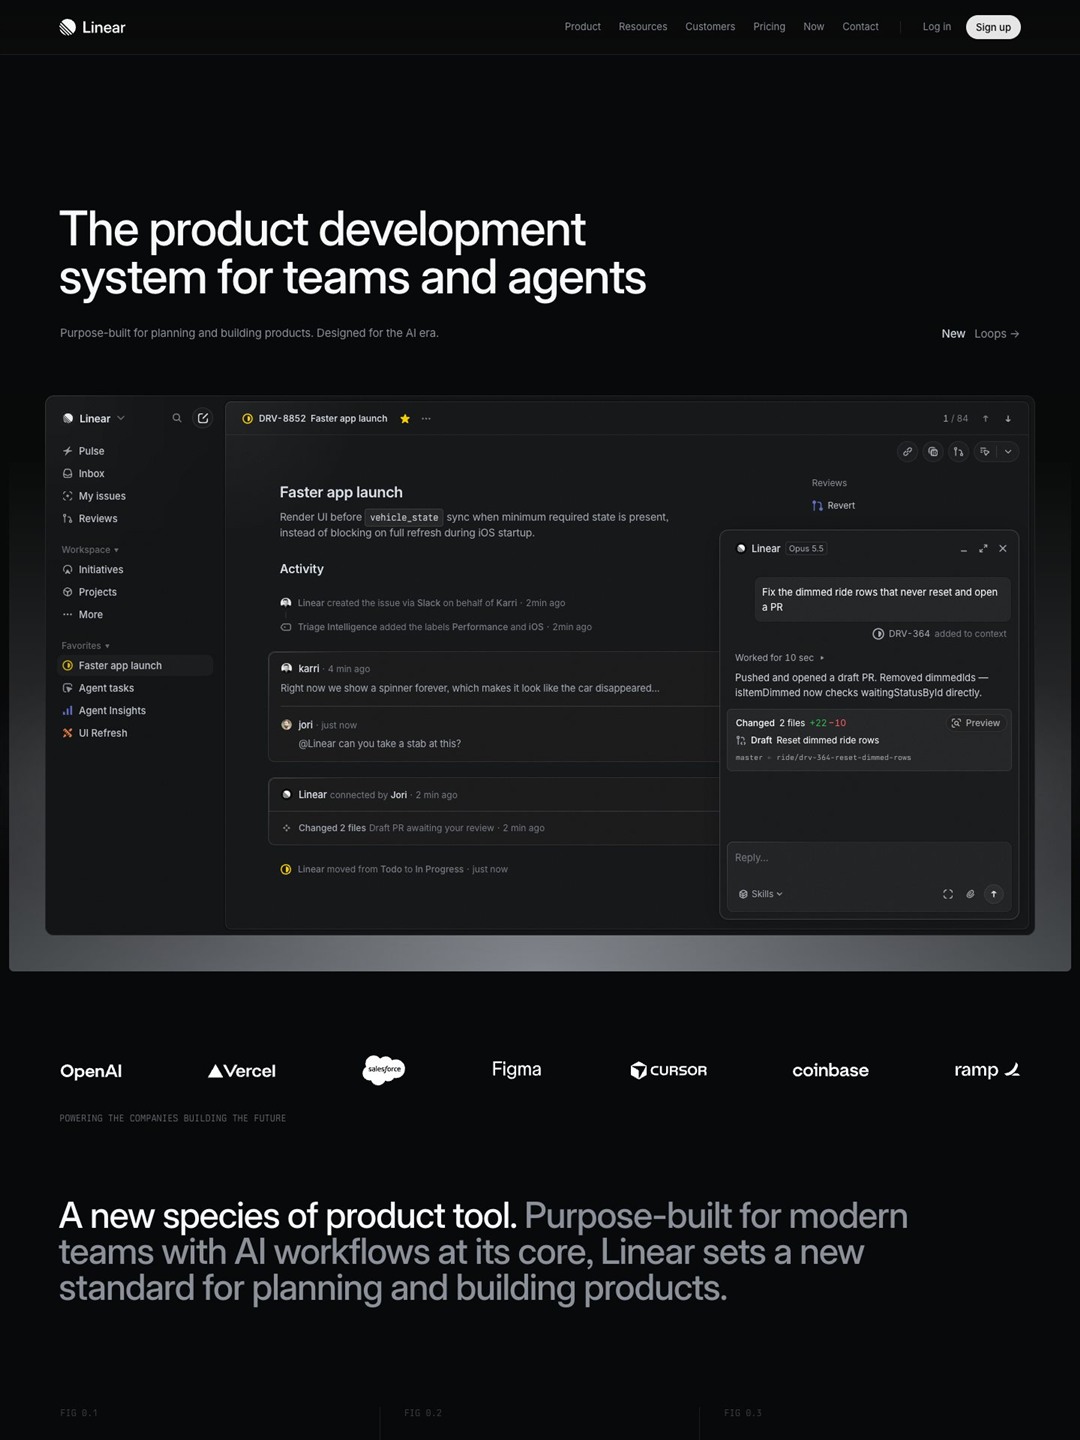 Linear
Product Resources Customers Pricing Now Contact Log in Sign up
The product development
system for teams and agents
Purpose-built for planning and building products. Designed for the AI era.
New Loops →
Linear
Pulse
Inbox
My issues
Reviews
Workspace
Initiatives
Projects
More
Favorites
Faster app launch
Agent tasks
Agent Insights
UI Refresh
DRV-8852 Faster app launch
1 / 84
Faster app launch
Render UI before vehicle_state sync when minimum required state is present,
instead of blocking on full refresh during iOS startup.
Activity
Linear created the issue via Slack on behalf of Karri · 2min ago
Triage Intelligence added the labels Performance and iOS · 2min ago
karri · 4 min ago
Right now we show a spinner forever, which makes it look like the car disappeared...
jori · just now
@Linear can you take a stab at this?
Linear connected by Jori · 2 min ago
Changed 2 files Draft PR awaiting your review · 2 min ago
Linear moved from Todo to In Progress · just now
Reviews
Revert
Linear Opus 5.5
Fix the dimmed ride rows that never reset and open
a PR
DRV-364 added to context
Worked for 10 sec
Pushed and opened a draft PR. Removed dimmedIds —
isItemDimmed now checks waitingStatusById directly.
Changed 2 files +22 −10
Preview
Draft Reset dimmed ride rows
master ride/drv-364-reset-dimmed-rows
Reply...
Skills
OpenAI
Vercel
salesforce
Figma
CURSOR
coinbase
ramp
POWERING THE COMPANIES BUILDING THE FUTURE
A new species of product tool. Purpose-built for modern
teams with AI workflows at its core, Linear sets a new
standard for planning and building products.
FIG 0.1
FIG 0.2
FIG 0.3